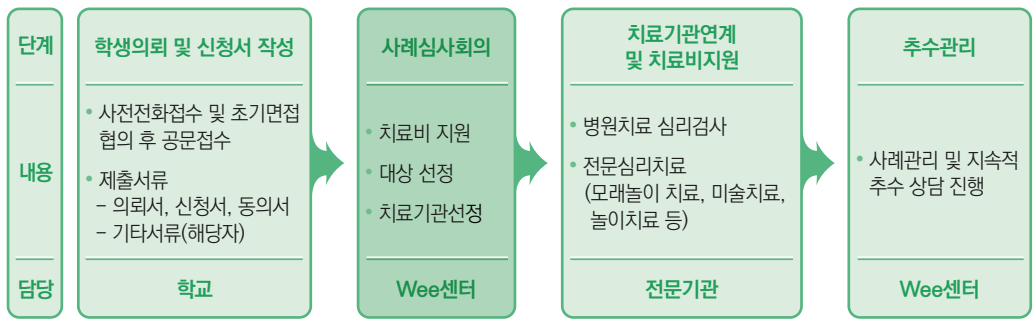 단계
내용
담당
학생의뢰 및 신청서 작성
• 사전전화접수 및 초기면접
협의 후 공문접수
• 제출서류
– 의뢰서, 신청서, 동의서
– 기타서류(해당자)
학교
사례심사회의
• 치료비 지원
• 대상 선정
• 치료기관선정
Wee센터
치료기관연계
및 치료비지원
• 병원치료 심리검사
• 전문심리치료
(모래놀이 치료, 미술치료,
놀이치료 등)
전문기관
추수관리
• 사례관리 및 지속적
추수 상담 진행
Wee센터